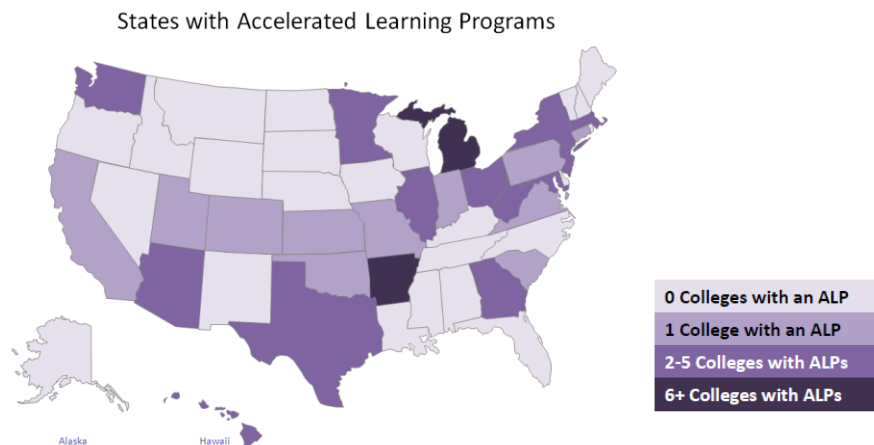 States with Accelerated Learning Programs
0 Colleges with an ALP
1 College with an ALP
2-5 Colleges with ALPs
6+ Colleges with ALPs
Alaska
Hawaii